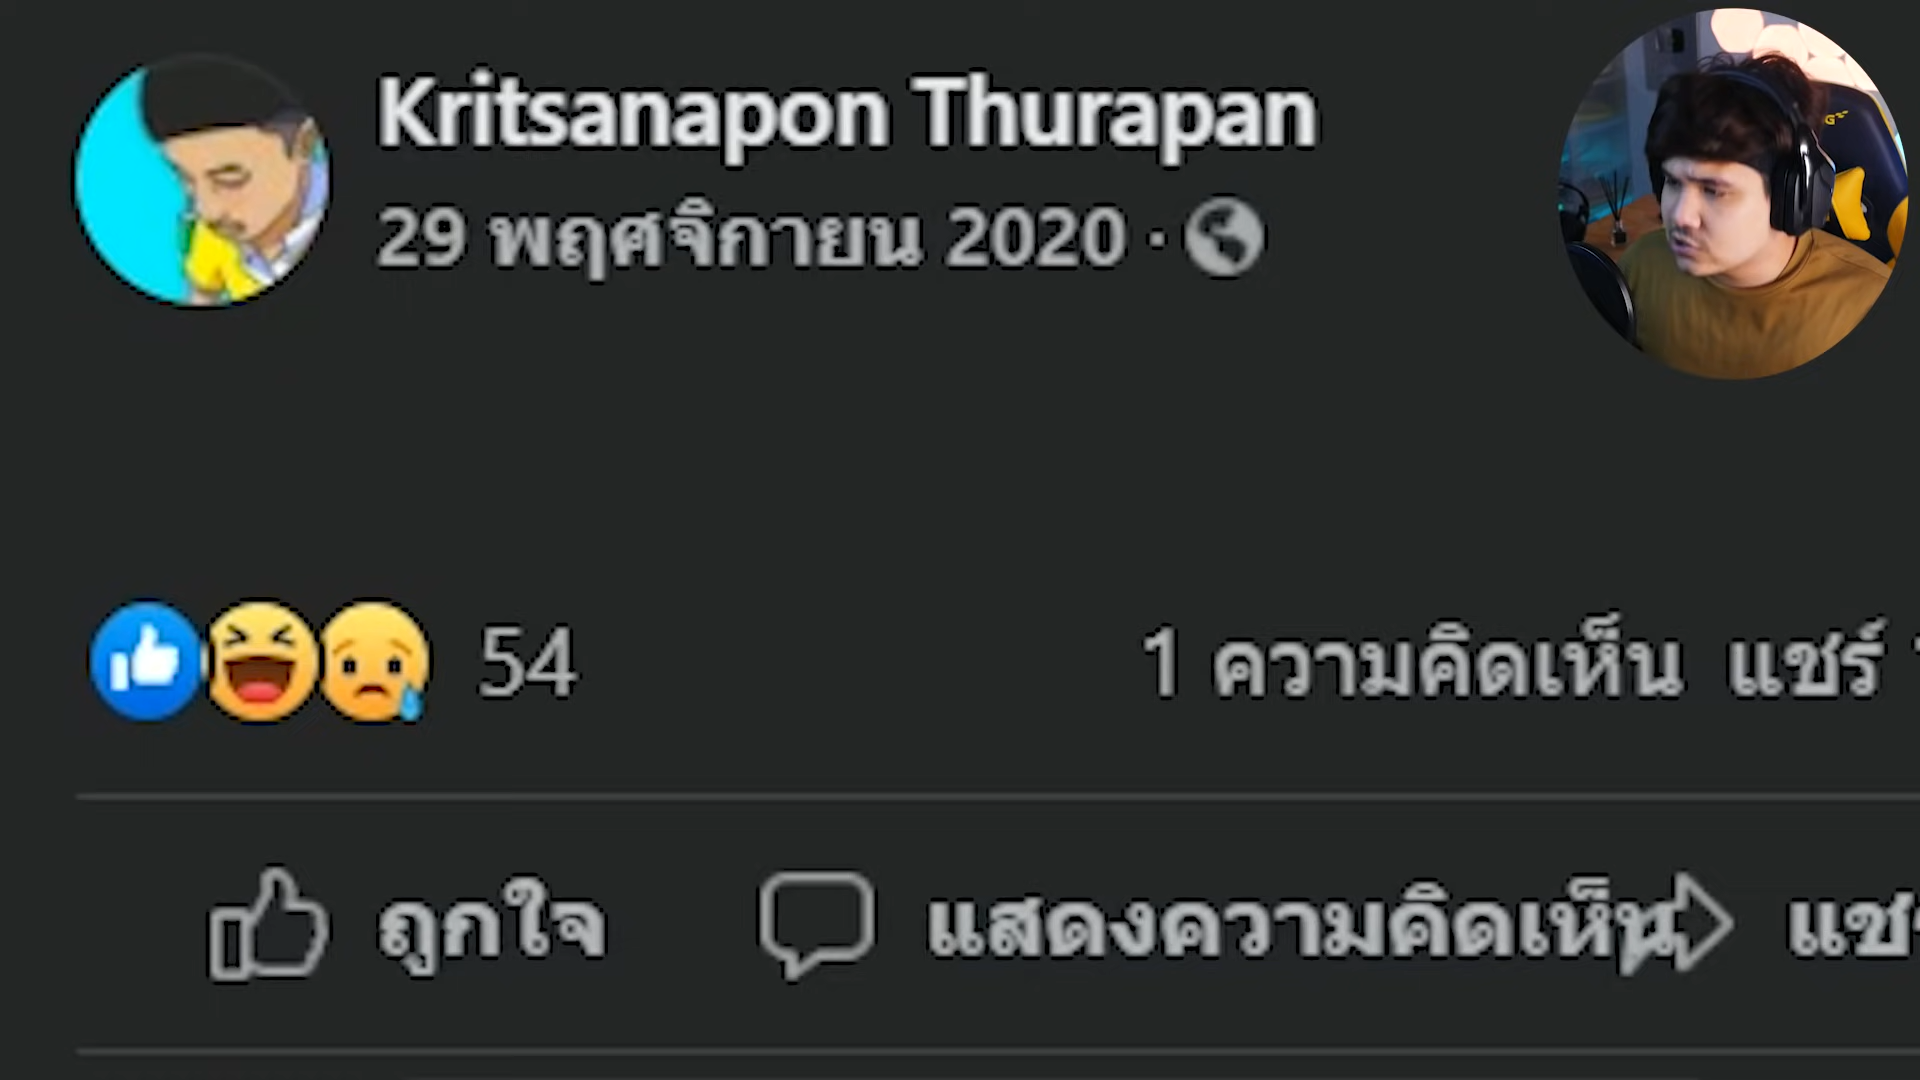 Kritsanapon Thurapan
29 พฤศจิกายน 2020 ·
54 1 ความคิดเห็น แชร์
ถูกใจ แสดงความคิดเห็น